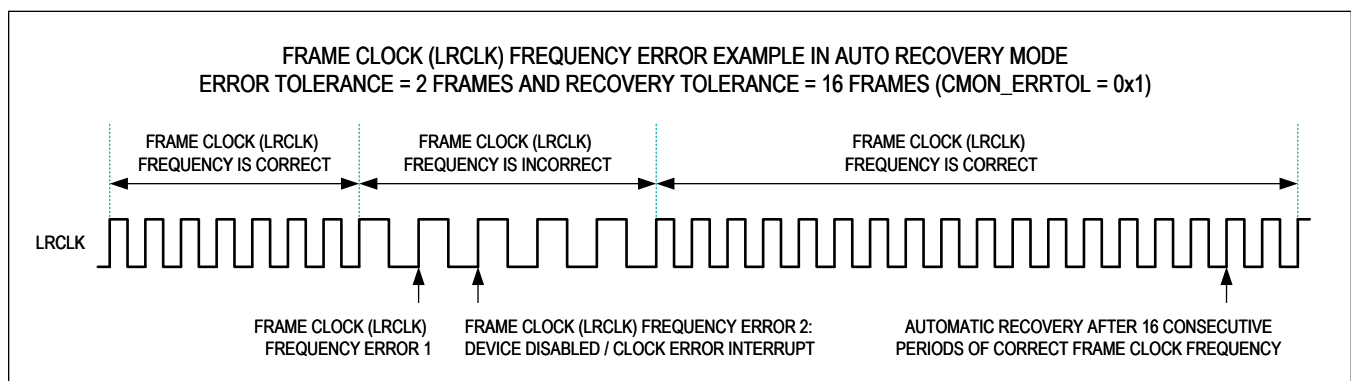 FRAME CLOCK (LRCLK) FREQUENCY ERROR EXAMPLE IN AUTO RECOVERY MODE
ERROR TOLERANCE = 2 FRAMES AND RECOVERY TOLERANCE = 16 FRAMES (CMON_ERRTOL = 0x1)
FRAME CLOCK (LRCLK)
FREQUENCY IS CORRECT
FRAME CLOCK (LRCLK)
FREQUENCY IS INCORRECT
FRAME CLOCK (LRCLK)
FREQUENCY IS CORRECT
LRCLK
FRAME CLOCK (LRCLK)
FREQUENCY ERROR 1
FRAME CLOCK (LRCLK) FREQUENCY ERROR 2:
DEVICE DISABLED / CLOCK ERROR INTERRUPT
AUTOMATIC RECOVERY AFTER 16 CONSECUTIVE
PERIODS OF CORRECT FRAME CLOCK FREQUENCY